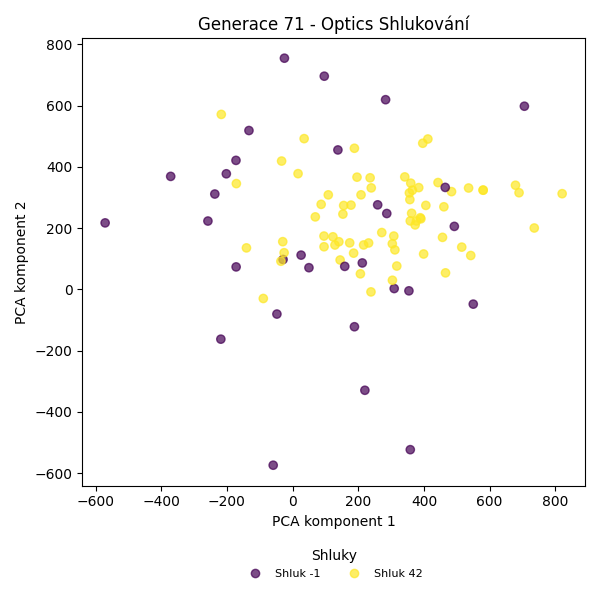 Generace 71 - Optics Shlukování
800
600
400
200
0
−200
−400
−600
PCA komponent 2
−600 −400 −200 0 200 400 600 800
PCA komponent 1
Shluky
Shluk -1 Shluk 42